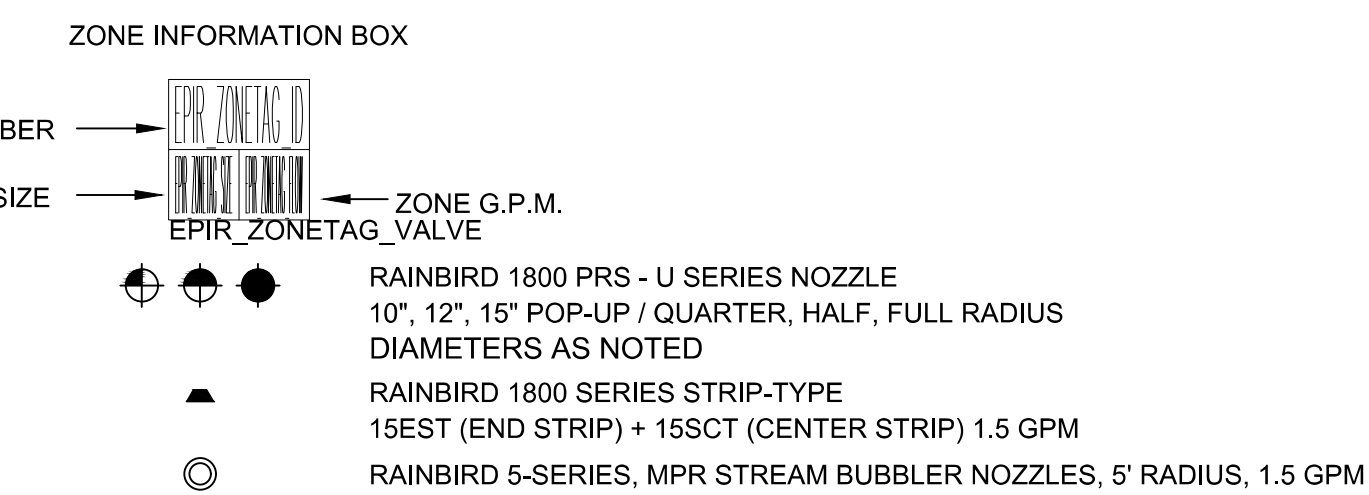 ZONE INFORMATION BOX
EPIR_ZONETAG_ID
BER
EPIR_ZONETAG_SIZE EPIR_ZONETAG_FLOW
SIZE
ZONE G.P.M.
EPIR_ZONETAG_VALVE
RAINBIRD 1800 PRS - U SERIES NOZZLE
10", 12", 15" POP-UP / QUARTER, HALF, FULL RADIUS
DIAMETERS AS NOTED
RAINBIRD 1800 SERIES STRIP-TYPE
15EST (END STRIP) + 15SCT (CENTER STRIP) 1.5 GPM
RAINBIRD 5-SERIES, MPR STREAM BUBBLER NOZZLES, 5' RADIUS, 1.5 GPM